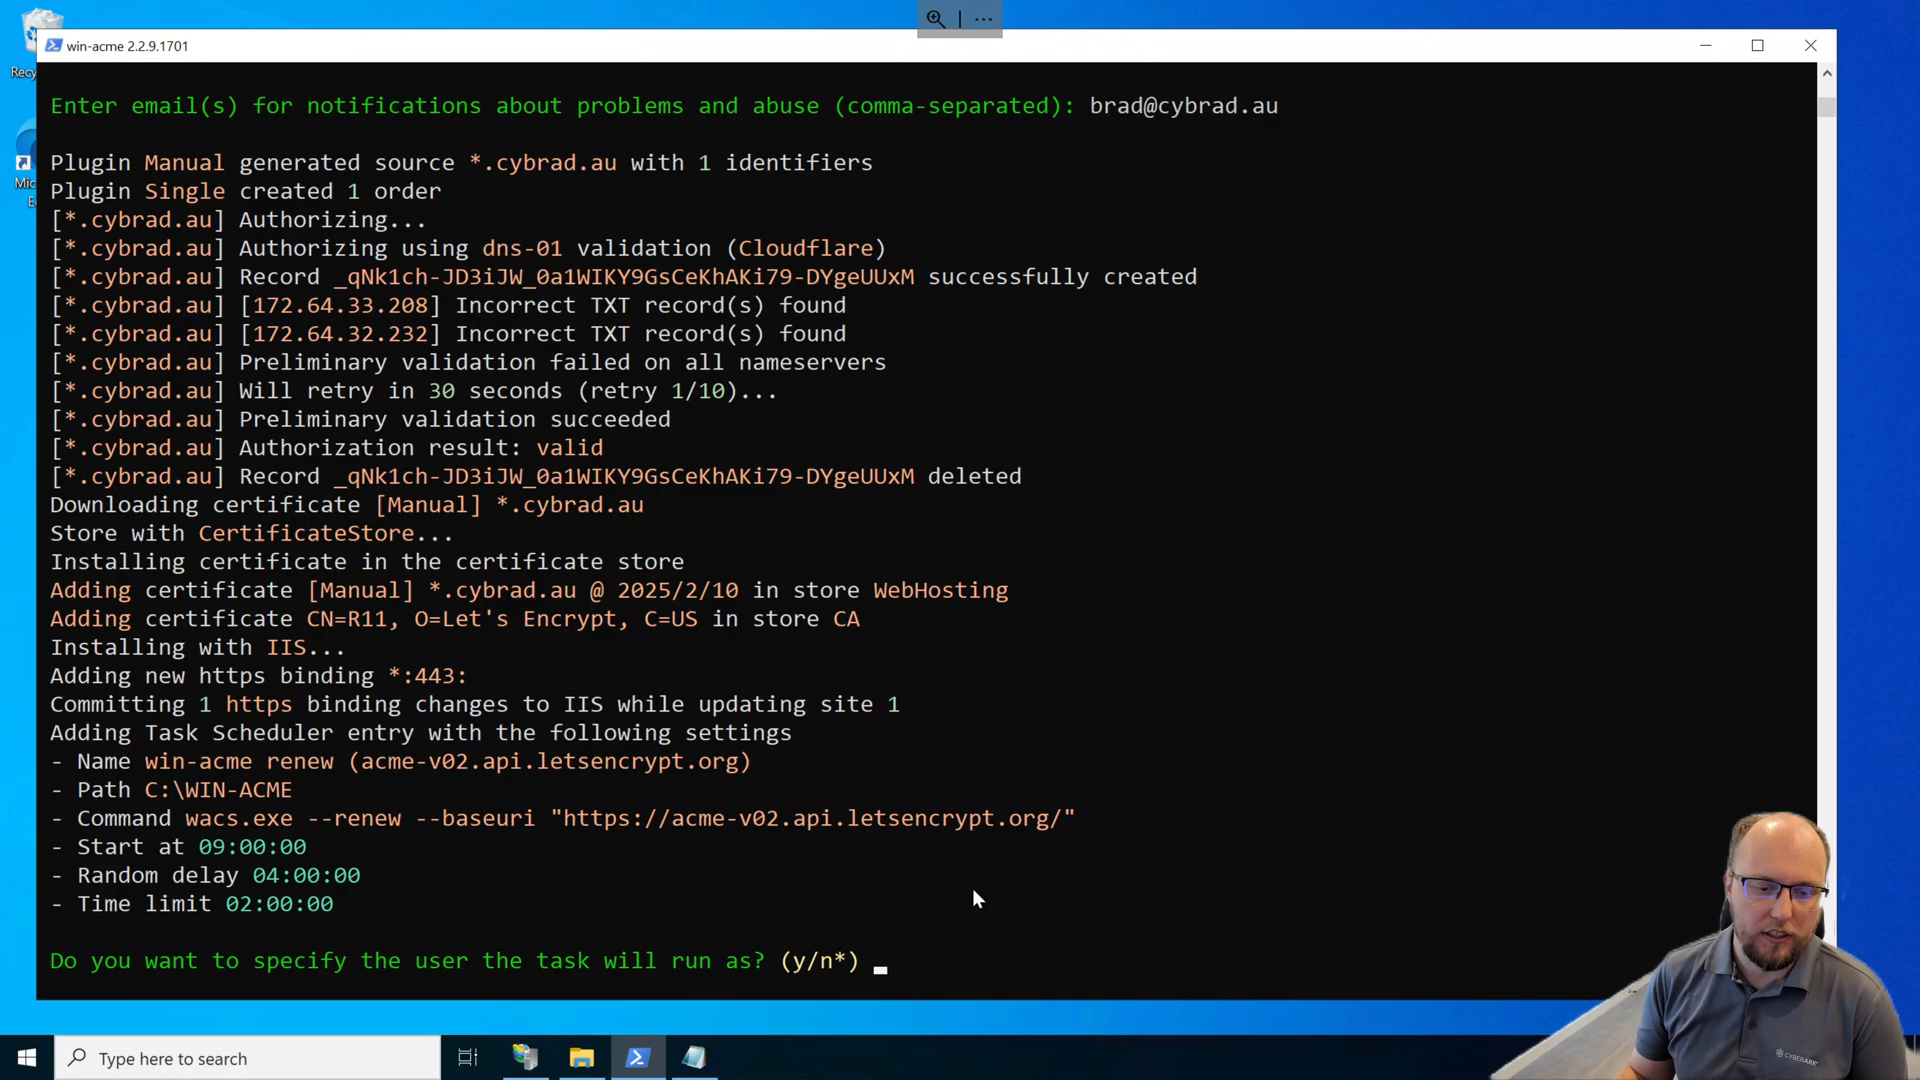 win-acme 2.2.9.1701
Recy
Mic
E
Enter email(s) for notifications about problems and abuse (comma-separated): brad@cybrad.au
Plugin Manual generated source *.cybrad.au with 1 identifiers
Plugin Single created 1 order
[*.cybrad.au] Authorizing...
[*.cybrad.au] Authorizing using dns-01 validation (Cloudflare)
[*.cybrad.au] Record _qNk1ch-JD3iJW_0a1WIKY9GsCeKhAKi79-DYgeUUxM successfully created
[*.cybrad.au] [172.64.33.208] Incorrect TXT record(s) found
[*.cybrad.au] [172.64.32.232] Incorrect TXT record(s) found
[*.cybrad.au] Preliminary validation failed on all nameservers
[*.cybrad.au] Will retry in 30 seconds (retry 1/10)...
[*.cybrad.au] Preliminary validation succeeded
[*.cybrad.au] Authorization result: valid
[*.cybrad.au] Record _qNk1ch-JD3iJW_0a1WIKY9GsCeKhAKi79-DYgeUUxM deleted
Downloading certificate [Manual] *.cybrad.au
Store with CertificateStore...
Installing certificate in the certificate store
Adding certificate [Manual] *.cybrad.au @ 2025/2/10 in store WebHosting
Adding certificate CN=R11, O=Let's Encrypt, C=US in store CA
Installing with IIS...
Adding new https binding *:443:
Committing 1 https binding changes to IIS while updating site 1
Adding Task Scheduler entry with the following settings
- Name win-acme renew (acme-v02.api.letsencrypt.org)
- Path C:\WIN-ACME
- Command wacs.exe --renew --baseuri "https://acme-v02.api.letsencrypt.org/"
- Start at 09:00:00
- Random delay 04:00:00
- Time limit 02:00:00
Do you want to specify the user the task will run as? (y/n*)
CYBERARK
Type here to search